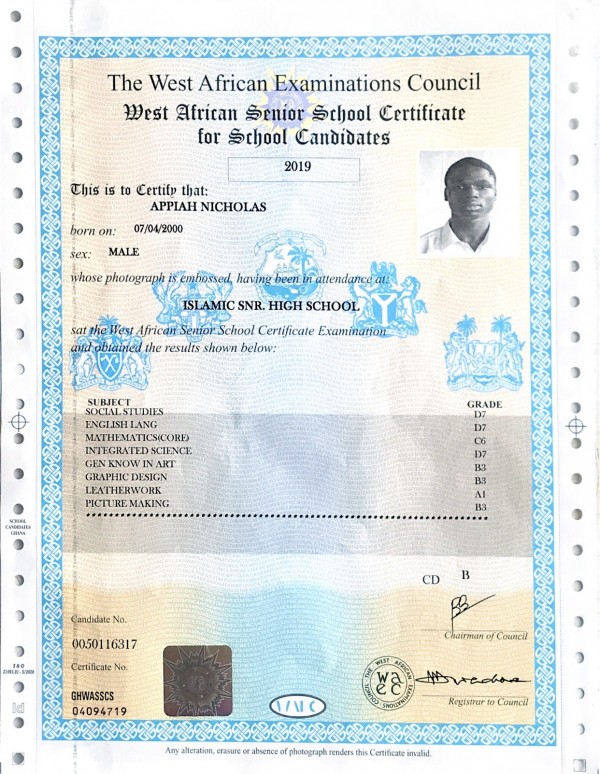 The West African Examinations Council
West African Senior School Certificate
for School Candidates
2019
This is to Certify that:
APPIAH NICHOLAS
born on: 07/04/2000
sex: MALE
whose photograph is embossed, having been in attendance at:
ISLAMIC SNR. HIGH SCHOOL
sat the West African Senior School Certificate Examination
and obtained the results shown below:
SUBJECT GRADE
SOCIAL STUDIES D7
ENGLISH LANG D7
MATHEMATICS(CORE) C6
INTEGRATED SCIENCE D7
GEN KNOW IN ART B3
GRAPHIC DESIGN B3
LEATHERWORK A1
PICTURE MAKING B3
SCHOOL
CANDIDATES
GHANA
CD B
Chairman of Council
Candidate No.
0050116317
Certificate No.
GHWASSCS
04094719
THE WEST AFRICAN EXAMINATIONS COUNCIL
wa
ec
Registrar to Council
Any alteration, erasure or absence of photograph renders this Certificate invalid.